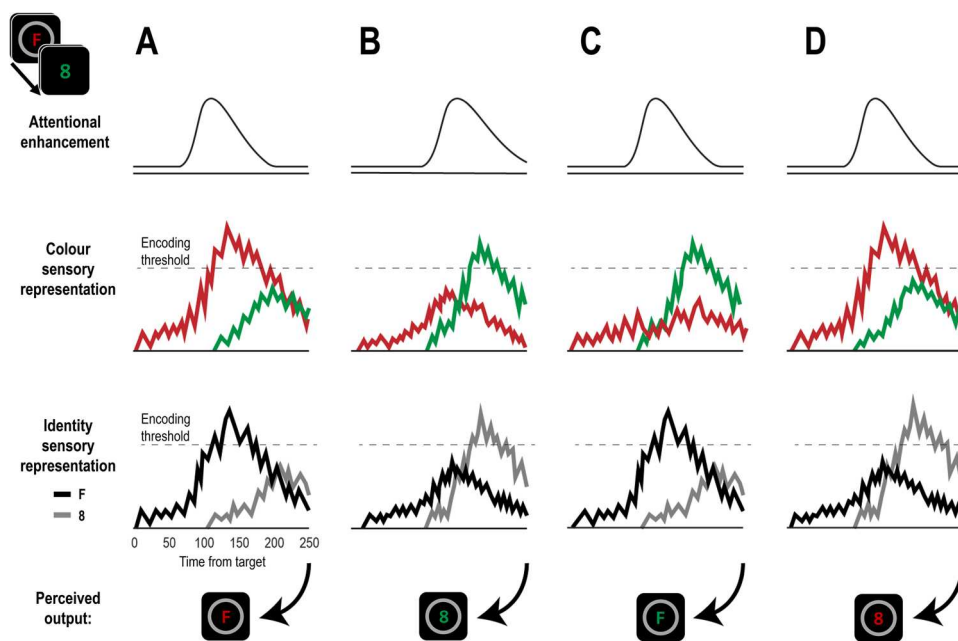 A
B
C
D
F
8
Attentional
enhancement
Colour
sensory
representation
Encoding
threshold
Identity
sensory
representation
F
8
Encoding
threshold
0 50 100 150 200 250
Time from target
Perceived
output:
F
8
F
8